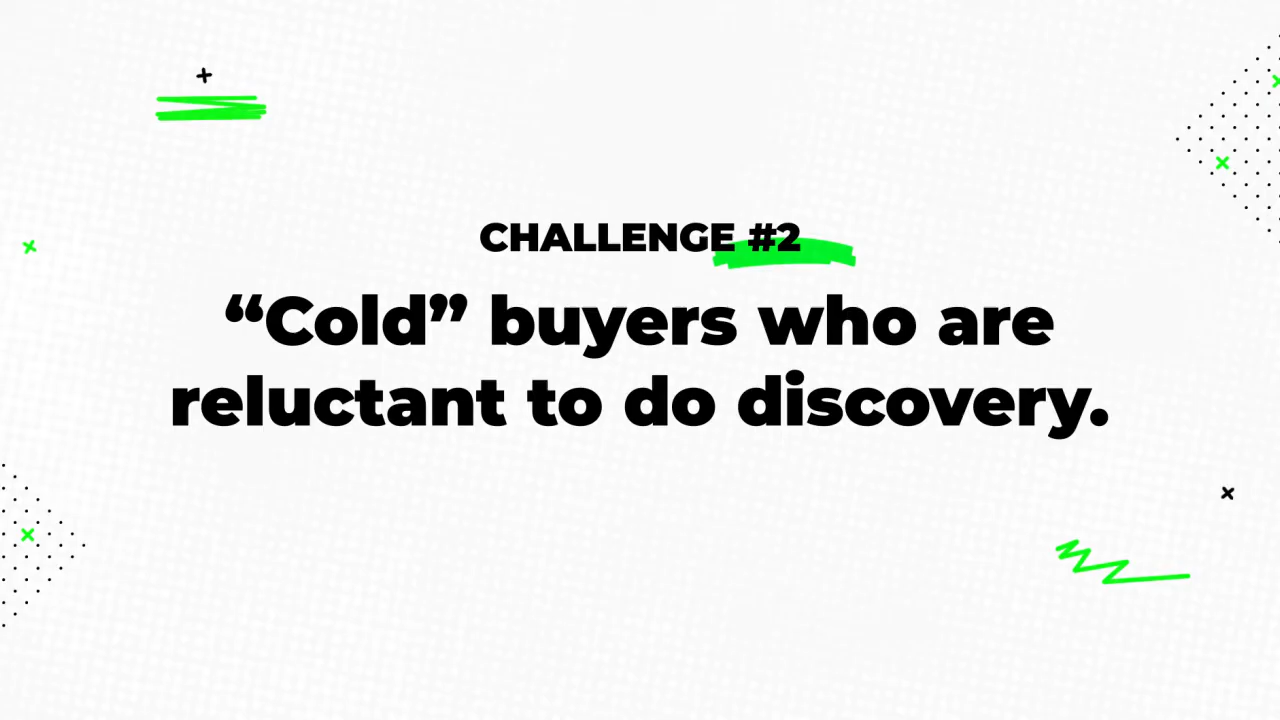 CHALLENGE #2
“Cold” buyers who are
reluctant to do discovery.